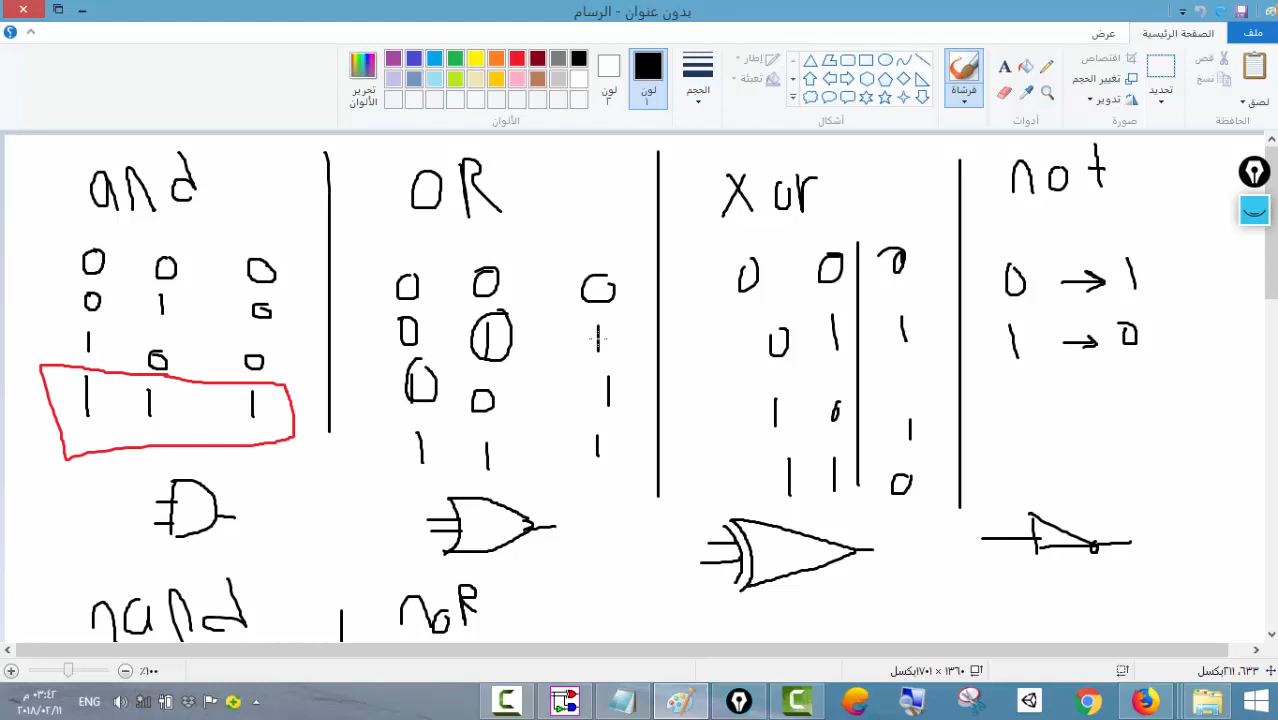 بدون عنوان - الرسام
ملف
الصفحة الرئيسية
عرض
لصق
قص
نسخ
الحافظة
تحديد
اقتصاص
تغيير الحجم
تدوير
صورة
أدوات
فرشاة
أشكال
إطار
تعبئة
الحجم
لون ١
لون ٢
تحرير الألوان
الألوان
and
OR
xor
not
0 0 0
0 1 0
1 0 0
1 1 1
0 0 0
0 1 1
1 0 1
1 1 1
0 0 0
0 1 1
1 0 1
1 1 0
0 → 1
1 → 0
nand
noR
٢١١، ٦٣٣بكسل
١٣٦٠ × ١٧٠١بكسل
١٠٠٪
ENG
٠٣:٤٢ م
٢٠١٨/٠٢/١١